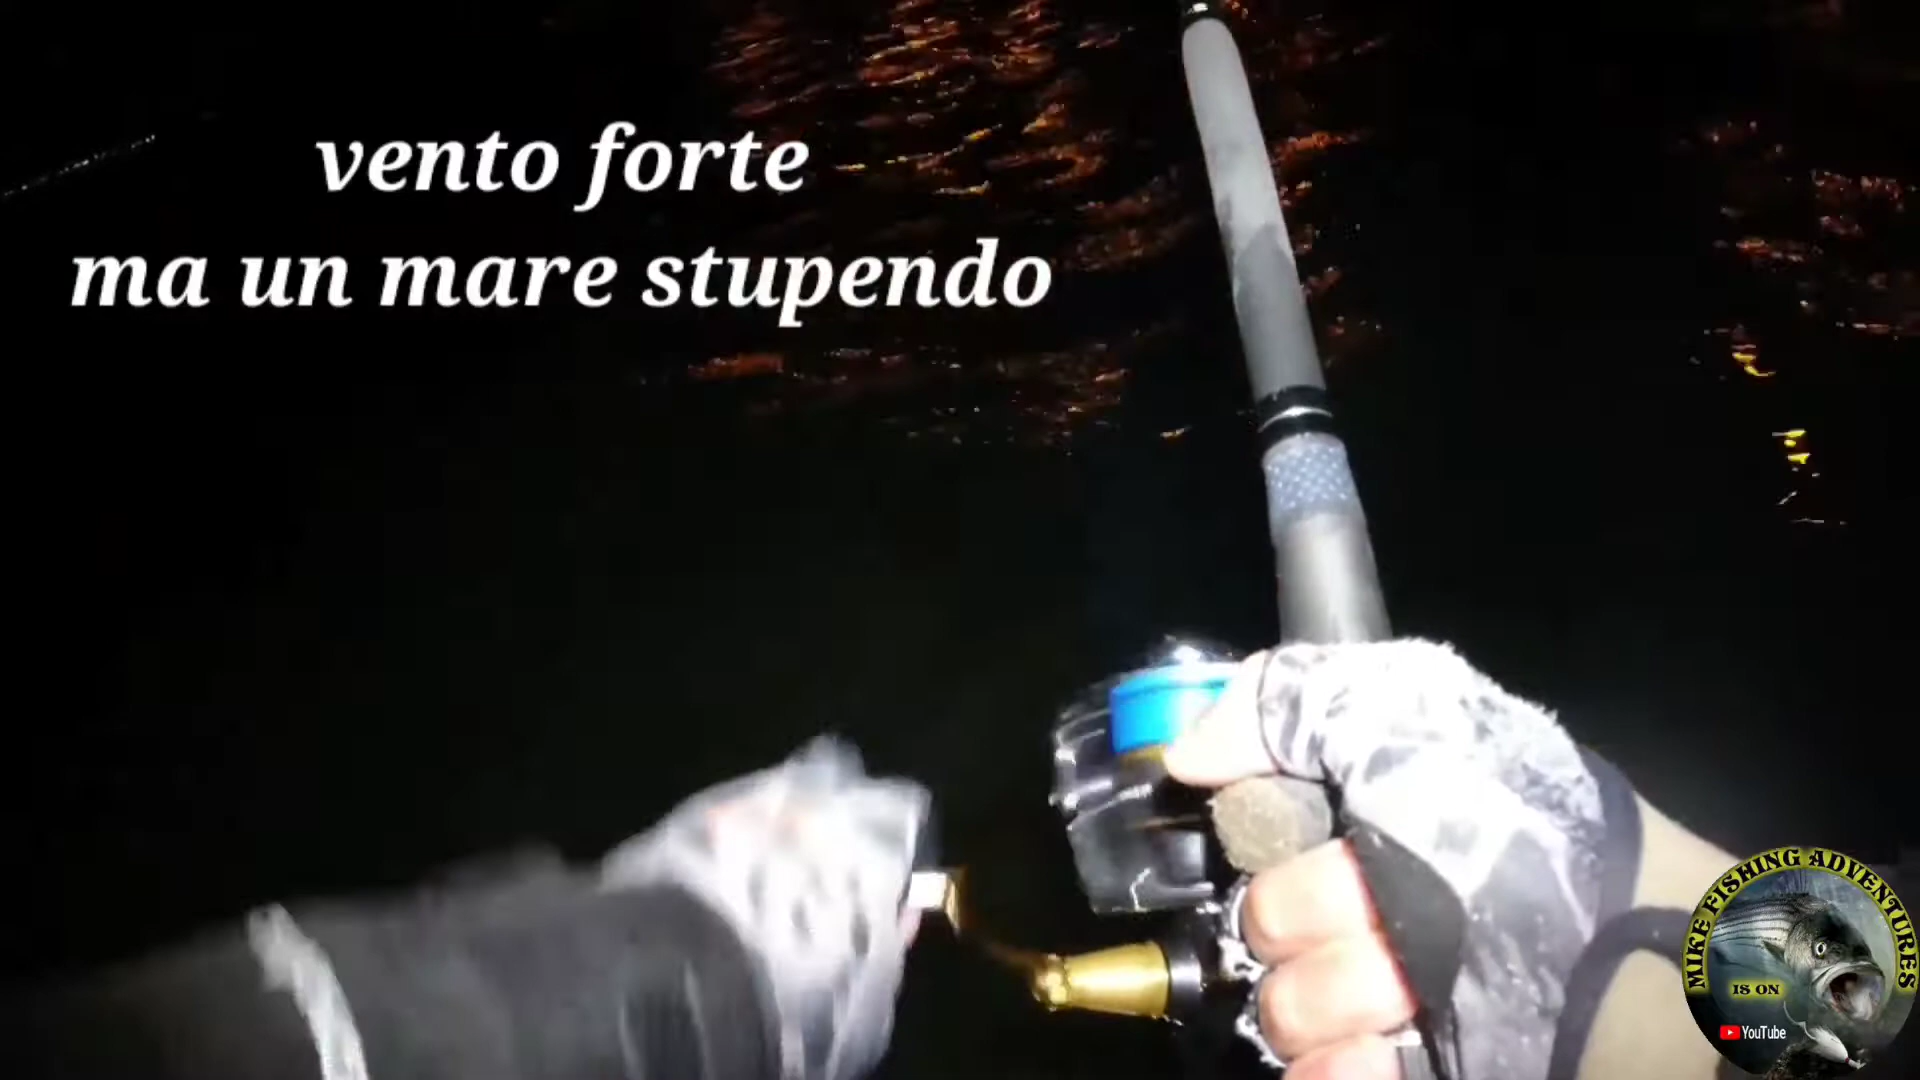 vento forte
ma un mare stupendo
MIKE FISHING ADVENTURES
IS ON
YouTube